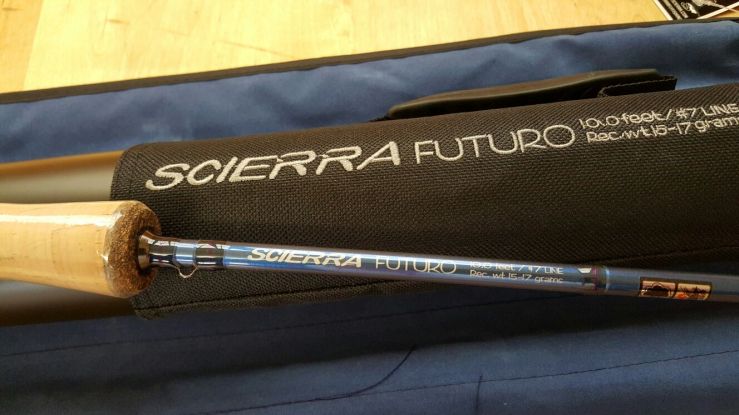 SCIERRA FUTURO 10.0 feet / #7 LINE
Rec. wt. 15-17 grams
SCIERRA FUTURO 10.0 feet / #7 LINE
Rec. wt. 15-17 grams